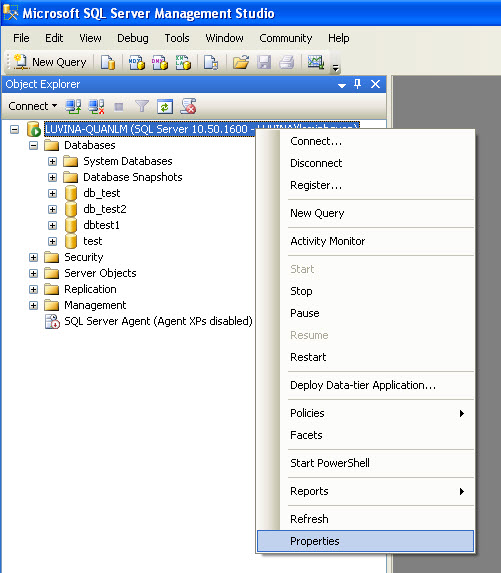 Microsoft SQL Server Management Studio
File Edit View Debug Tools Window Community Help
New Query
Object Explorer
Connect
LUVINA-QUANLM (SQL Server 10.50.1600 - LUVINA\
Databases
System Databases
Database Snapshots
db_test
db_test2
dbtest1
test
Security
Server Objects
Replication
Management
SQL Server Agent (Agent XPs disabled)
Connect...
Disconnect
Register...
New Query
Activity Monitor
Start
Stop
Pause
Resume
Restart
Deploy Data-tier Application...
Policies
Facets
Start PowerShell
Reports
Refresh
Properties